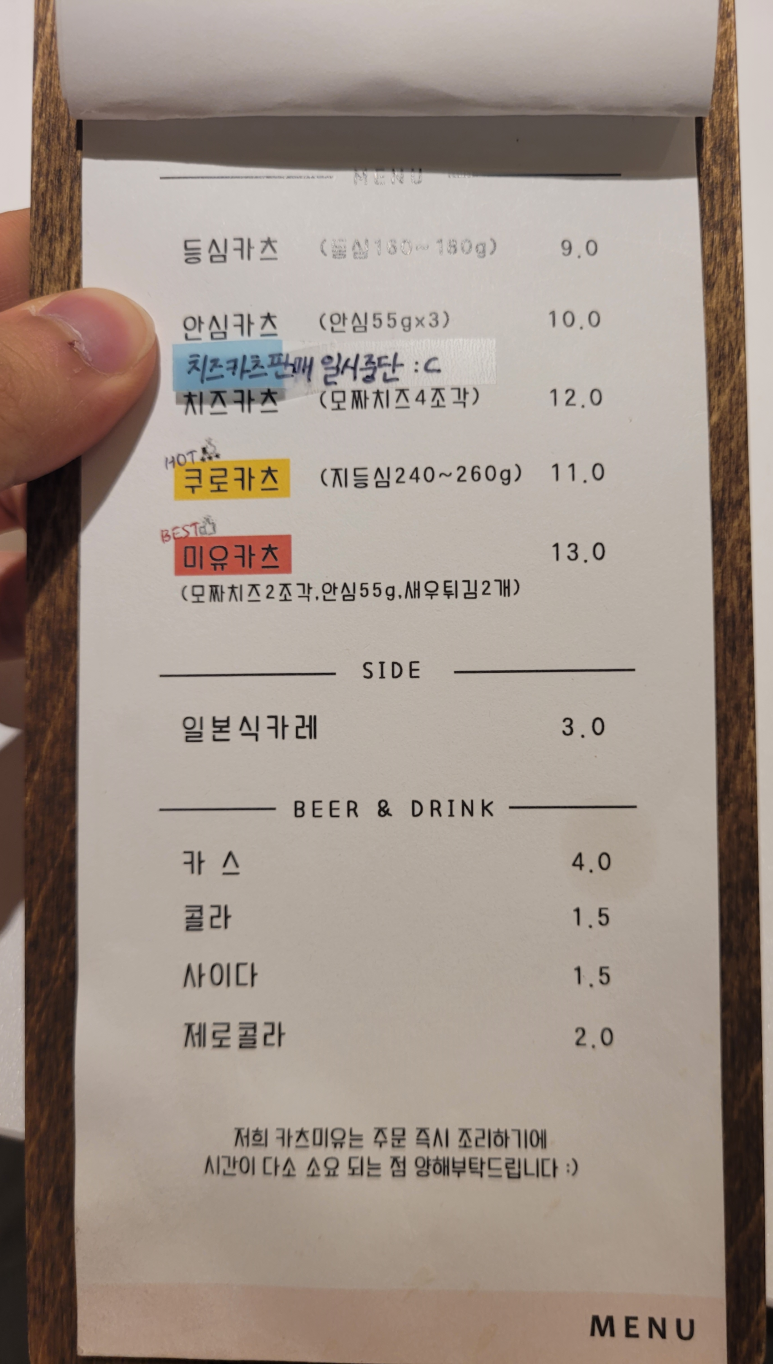 MENU
등심카츠 (등심160~180g) 9.0
안심카츠 (안심55gx3) 10.0
치즈카츠판매 일시중단 :C
치즈카츠 (모짜치즈4조각) 12.0
HOT
쿠로카츠 (지등심240~260g) 11.0
BEST
미유카츠 13.0
(모짜치즈2조각,안심55g,새우튀김2개)
SIDE
일본식카레 3.0
BEER & DRINK
카 스 4.0
콜라 1.5
사이다 1.5
제로콜라 2.0
저희 카츠미유는 주문 즉시 조리하기에
시간이 다소 소요 되는 점 양해부탁드립니다 :)
MENU